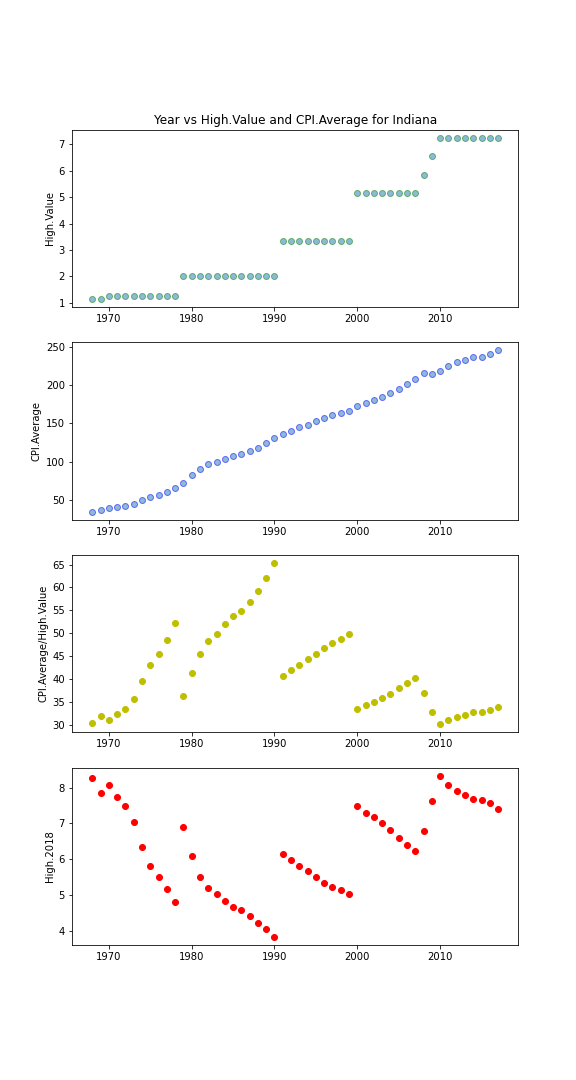 Year vs High.Value and CPI.Average for Indiana
High.Value
7
6
5
4
3
2
1
1970 1980 1990 2000 2010
CPI.Average
250
200
150
100
50
1970 1980 1990 2000 2010
CPI.Average/High.Value
65
60
55
50
45
40
35
30
1970 1980 1990 2000 2010
High.2018
8
7
6
5
4
1970 1980 1990 2000 2010